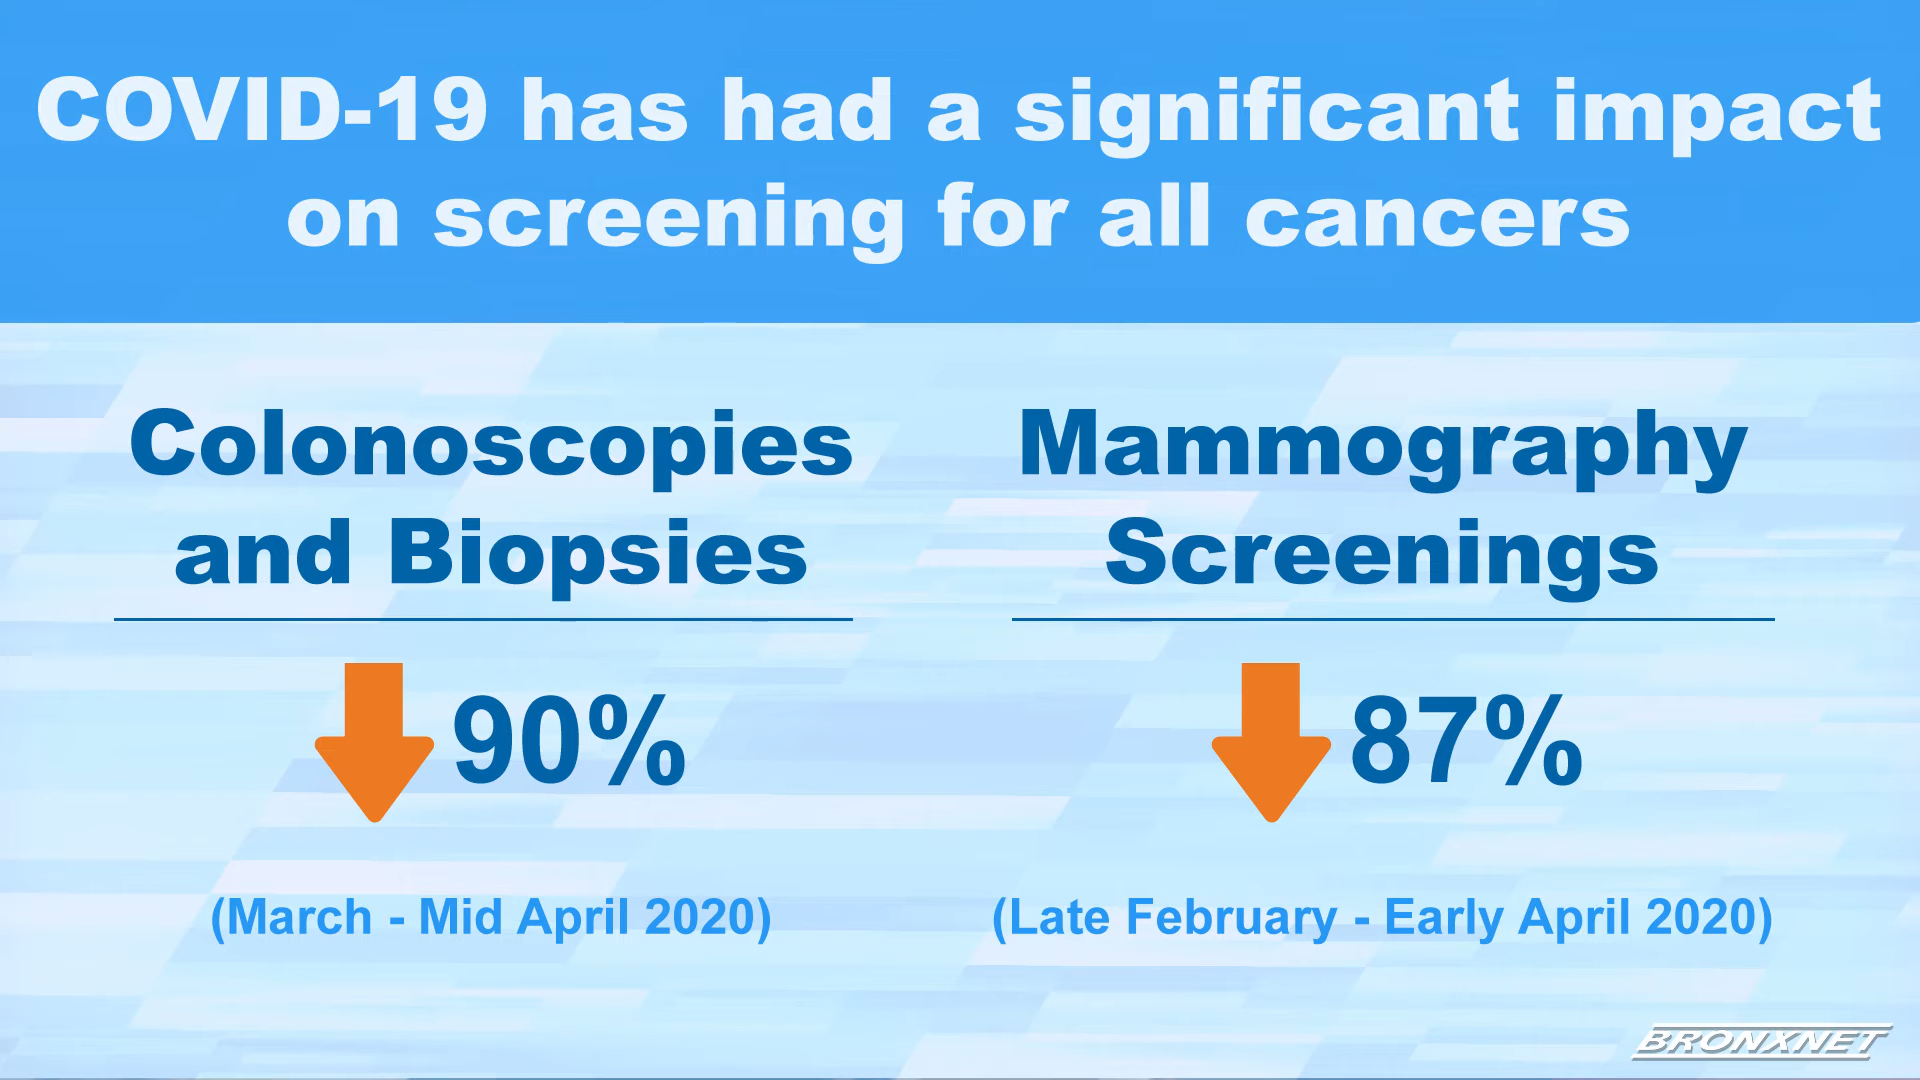 COVID-19 has had a significant impact
on screening for all cancers
Colonoscopies
and Biopsies
90%
(March - Mid April 2020)
Mammography
Screenings
87%
(Late February - Early April 2020)
BRONXNET